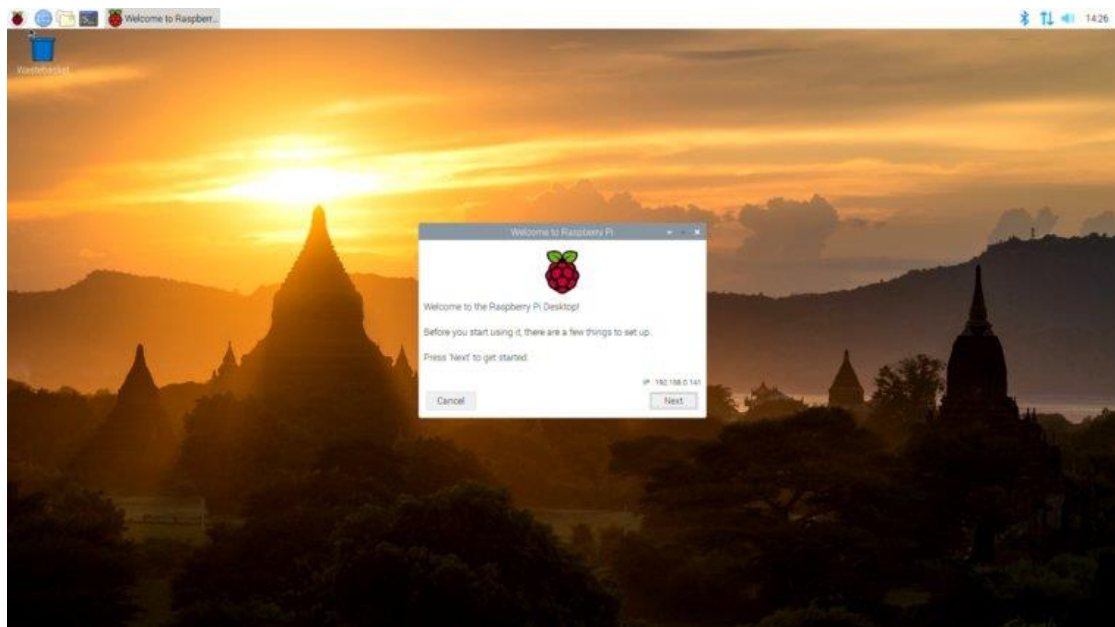 Welcome to Raspberr...
14:26
Wastebasket
Welcome to Raspberry Pi
Welcome to the Raspberry Pi Desktop!
Before you start using it, there are a few things to set up.
Press 'Next' to get started.
IP: 192.168.0.141
Cancel
Next